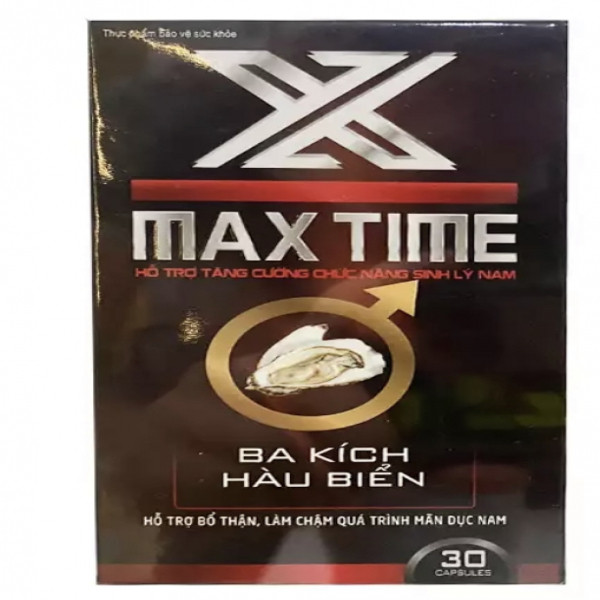 Thực phẩm bảo vệ sức khỏe
X
MAX TIME
HỖ TRỢ TĂNG CƯỜNG CHỨC NĂNG SINH LÝ NAM
BA KÍCH
HÀU BIỂN
HỖ TRỢ BỔ THẬN, LÀM CHẬM QUÁ TRÌNH MÃN DỤC NAM
30
CAPSULES